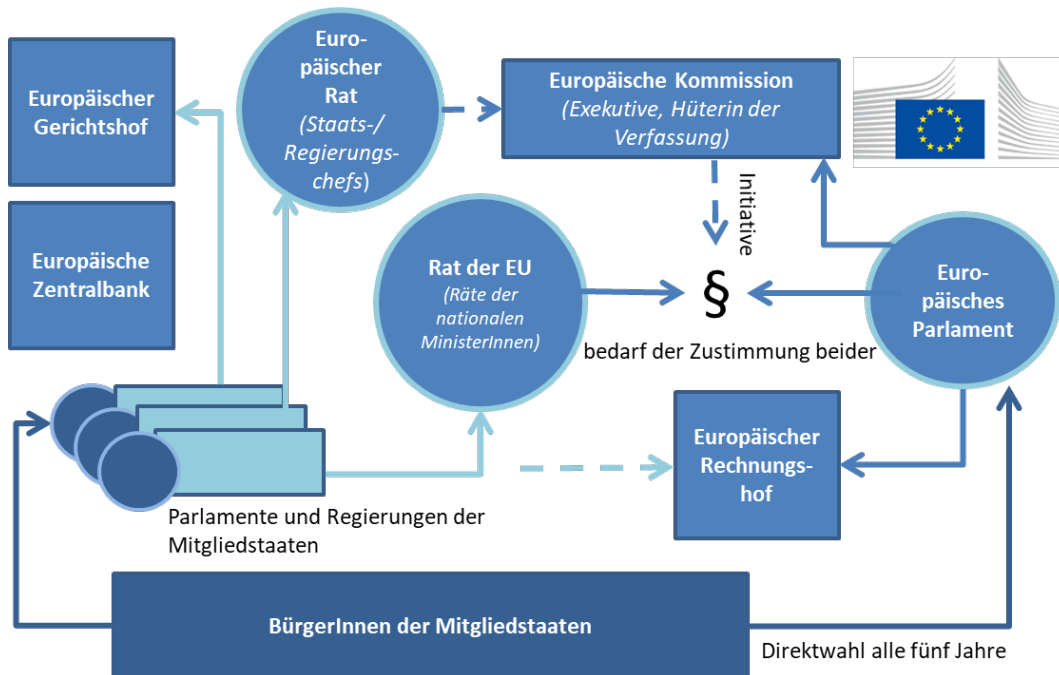 Europäischer
Gerichtshof
Euro-
päischer
Rat
(Staats-/
Regierungs-
chefs)
Europäische Kommission
(Exekutive, Hüterin der
Verfassung)
Initiative
Europäische
Zentralbank
Rat der EU
(Räte der
nationalen
MinisterInnen)
§
Euro-
päisches
Parlament
bedarf der Zustimmung beider
Europäischer
Rechnungs-
hof
Parlamente und Regierungen der
Mitgliedstaaten
BürgerInnen der Mitgliedstaaten
Direktwahl alle fünf Jahre